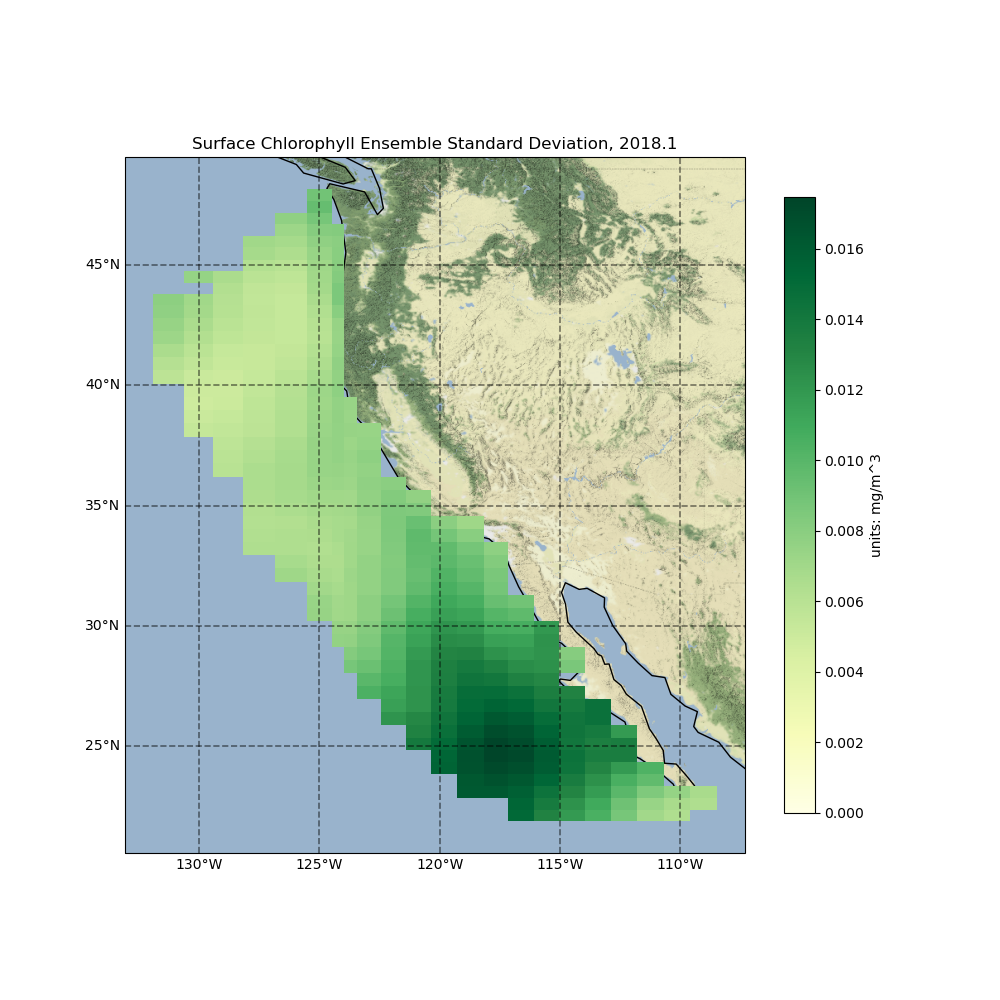 Surface Chlorophyll Ensemble Standard Deviation, 2018.1
45°N
40°N
35°N
30°N
25°N
130°W
125°W
120°W
115°W
110°W
0.016
0.014
0.012
0.010
0.008
0.006
0.004
0.002
0.000
units: mg/m^3